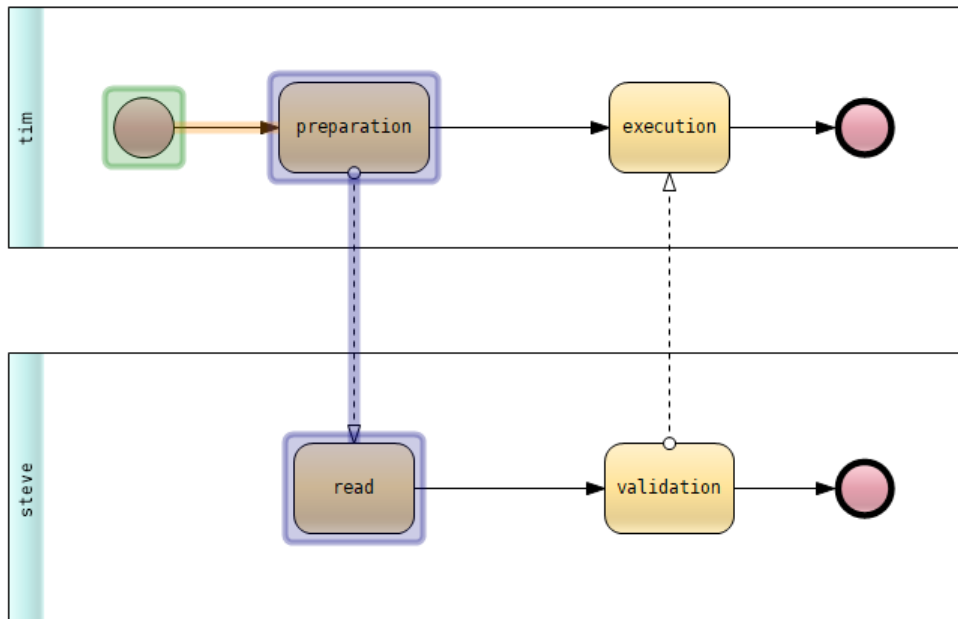 tim
preparation
execution
steve
read
validation